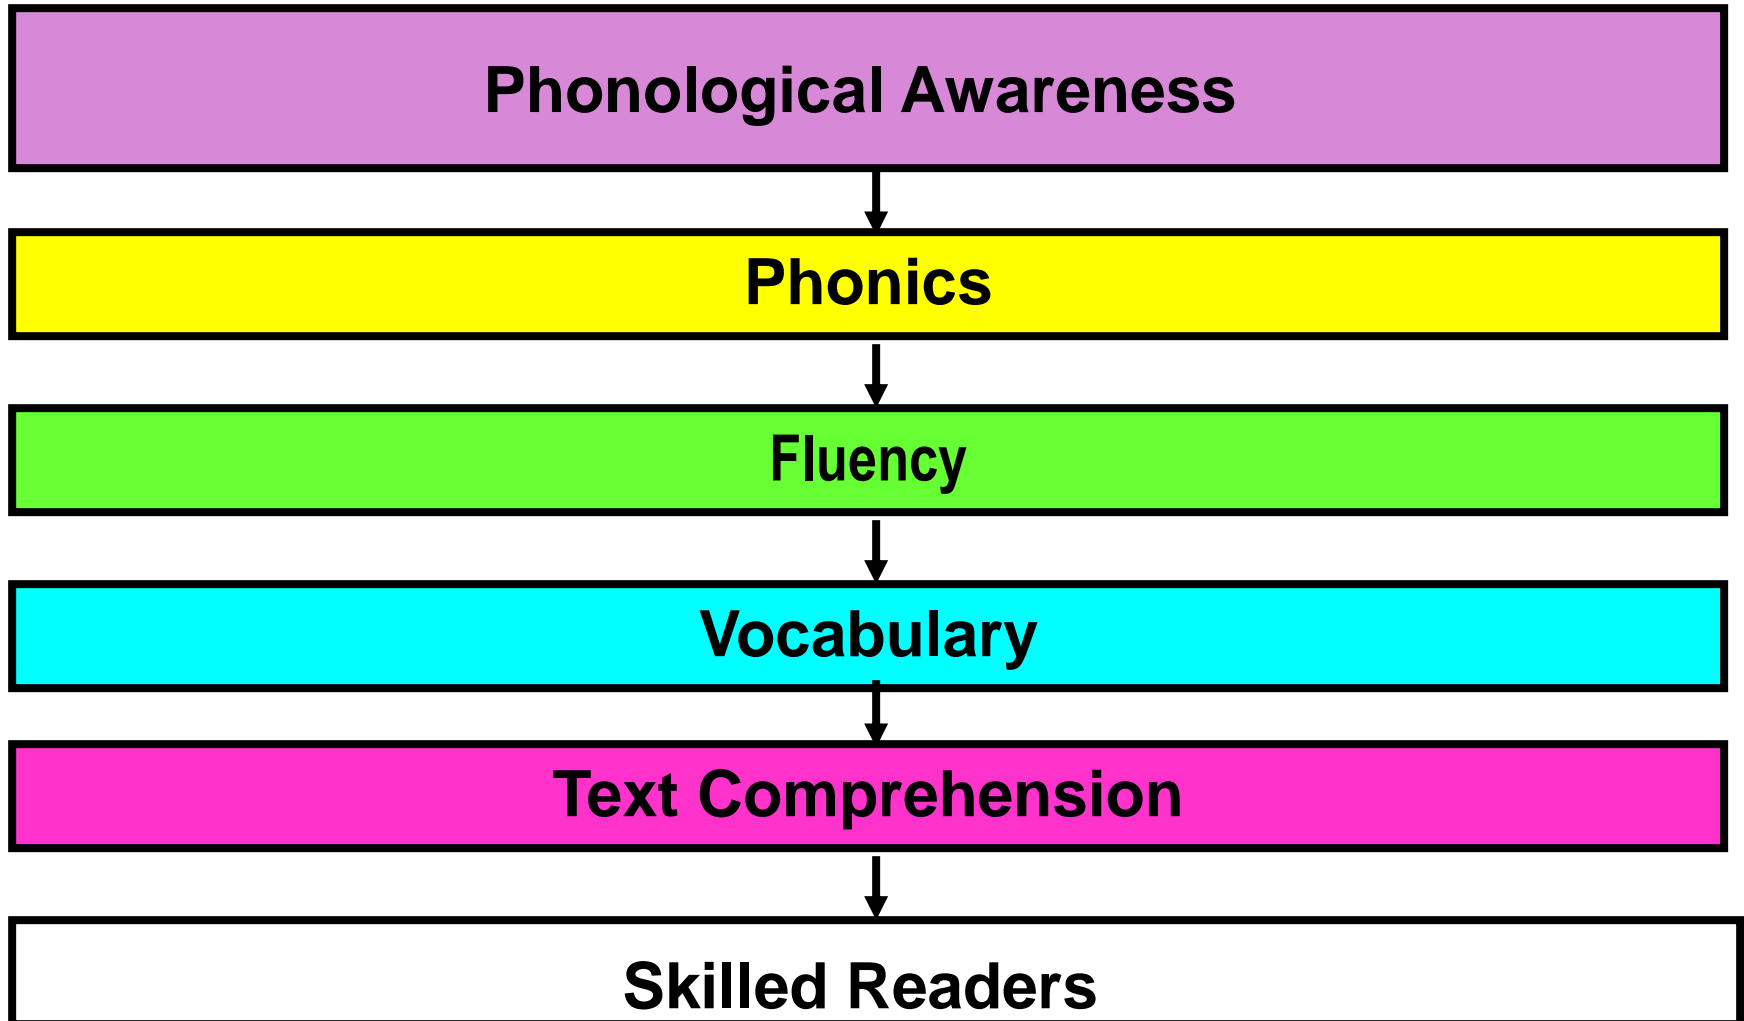 Phonological Awareness
Phonics
Fluency
Vocabulary
Text Comprehension
Skilled Readers